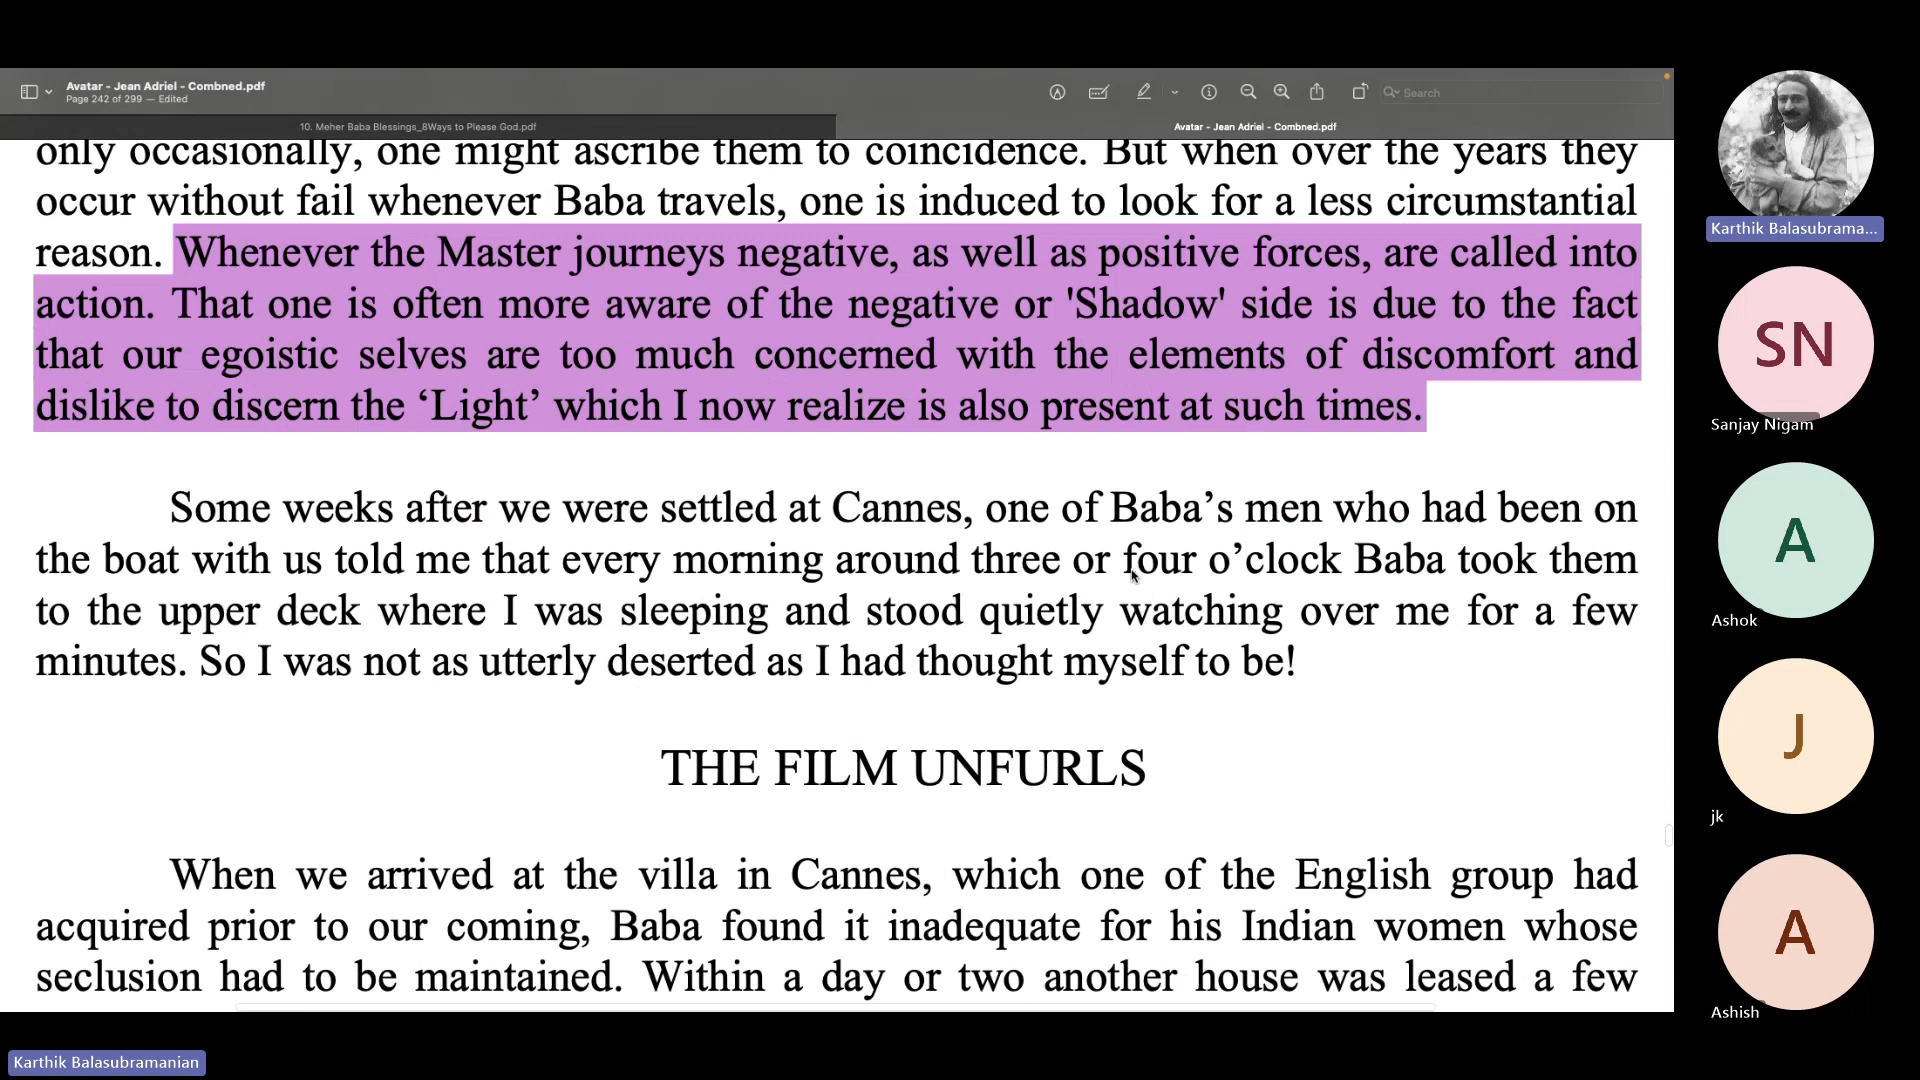 Avatar - Jean Adriel - Combned.pdf
Page 242 of 299 — Edited
Search
10. Meher Baba Blessings_8Ways to Please God.pdf
Avatar - Jean Adriel - Combned.pdf
only occasionally, one might ascribe them to coincidence. But when over the years they
occur without fail whenever Baba travels, one is induced to look for a less circumstantial
reason. Whenever the Master journeys negative, as well as positive forces, are called into
action. That one is often more aware of the negative or 'Shadow' side is due to the fact
that our egoistic selves are too much concerned with the elements of discomfort and
dislike to discern the ‘Light’ which I now realize is also present at such times.
Some weeks after we were settled at Cannes, one of Baba’s men who had been on
the boat with us told me that every morning around three or four o’clock Baba took them
to the upper deck where I was sleeping and stood quietly watching over me for a few
minutes. So I was not as utterly deserted as I had thought myself to be!
THE FILM UNFURLS
When we arrived at the villa in Cannes, which one of the English group had
acquired prior to our coming, Baba found it inadequate for his Indian women whose
seclusion had to be maintained. Within a day or two another house was leased a few
Karthik Balasubrama...
SN
Sanjay Nigam
A
Ashok
J
jk
A
Ashish
Karthik Balasubramanian